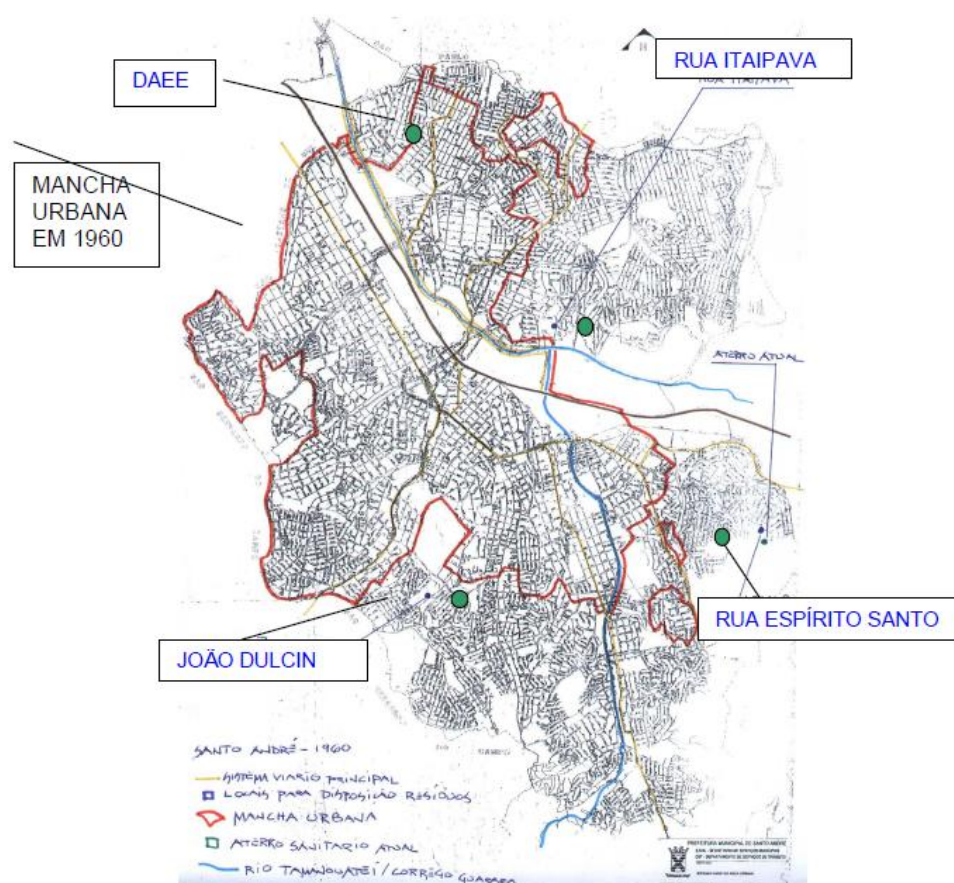 DAEE
RUA ITAIPAVA
RUA ITAIPAVA
MANCHA
URBANA
EM 1960
ATERRO ATUAL
RUA ESPÍRITO SANTO
JOÃO DULCIN
SANTO ANDRÉ - 1960
SISTEMA VIARIO PRINCIPAL
LOCAIS PARA DISPOSIÇÃO RESÍDUOS
MANCHA URBANA
ATERRO SANITARIO ATUAL
RIO TAMANDUATEÍ / CORREGO GUARARA
PREFEITURA MUNICIPAL DE SANTO ANDRÉ